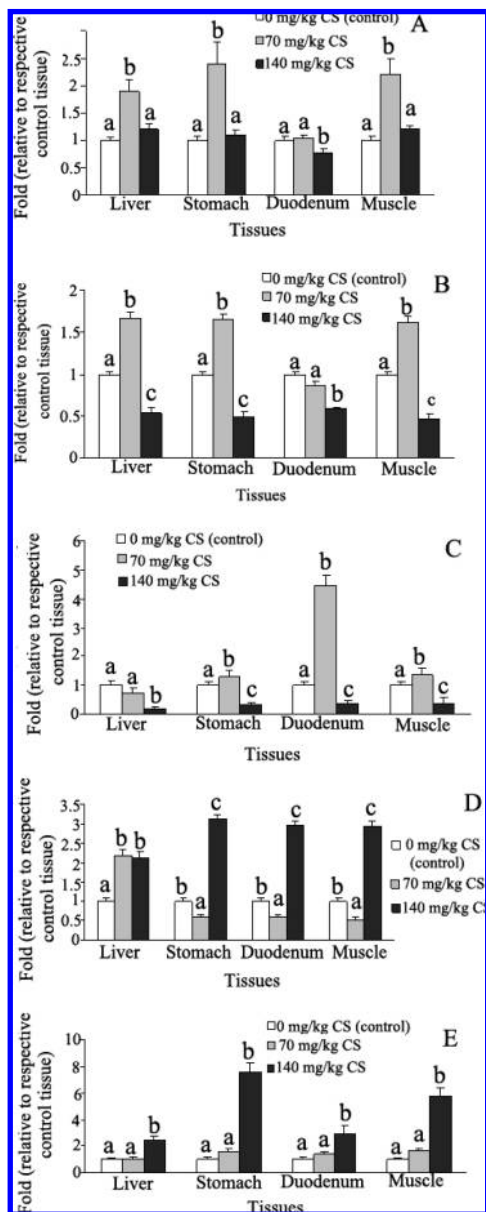 A
0 mg/kg CS (control)
70 mg/kg CS
140 mg/kg CS
Fold (relative to respective
control tissue)
2.5
2
1.5
1
0.5
0
a b a
a b a
a a b
a b a
Liver Stomach Duodenum Muscle
Tissues
B
0 mg/kg CS (control)
70 mg/kg CS
140 mg/kg CS
Fold (relative to respective
control tissue)
2
1.5
1
0.5
0
a b c
a b c
a a b
a b c
Liver Stomach Duodenum Muscle
Tissues
C
0 mg/kg CS (control)
70 mg/kg CS
140 mg/kg CS
Fold (relative to respective
control tissue)
6
5
4
3
2
1
0
a a b
a b c
a b c
a b c
Liver Stomach Duodenum Muscle
Tissues
D
0 mg/kg CS
(control)
70 mg/kg CS
140 mg/kg CS
Fold (relative to respective
control tissue)
3.5
3
2.5
2
1
0.5
0
a b b
b a c
b a c
b a c
Liver Stomach Duodenum Muscle
Tissues
E
0 mg/kg CS (control)
70 mg/kg CS
140 mg/kg CS
Fold (relative to respective
control tissue)
10
8
6
4
2
0
a a b
a a b
a a b
a a b
Liver Stomach Duodenum Muscle
Tissues